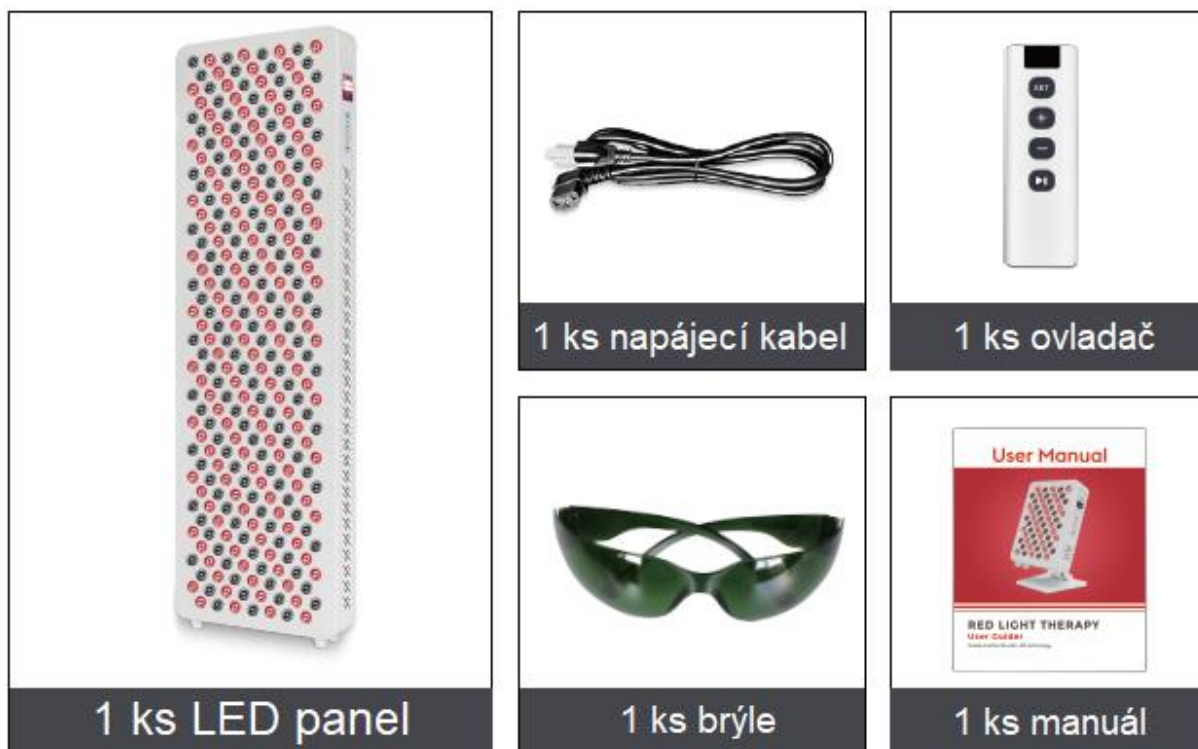 1 ks LED panel
1 ks napájecí kabel
SET
1 ks ovladač
1 ks brýle
User Manual
RED LIGHT THERAPY
User Guider
1 ks manuál